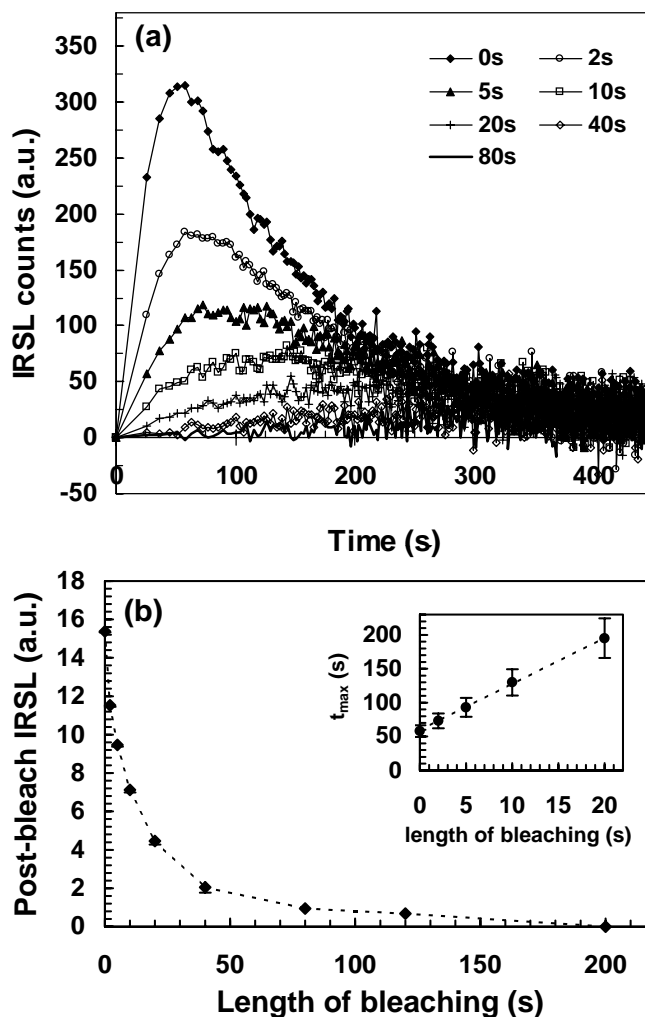 (a)
350
300
250
200
150
100
50
0
-50
IRSL counts (a.u.)
0s 2s
5s 10s
20s 40s
80s
0 100 200 300 400
Time (s)
(b)
18
16
14
12
10
8
6
4
2
0
Post-bleach IRSL (a.u.)
200
150
100
50
0
t_max (s)
0 5 10 15 20
length of bleaching (s)
0 50 100 150 200
Length of bleaching (s)